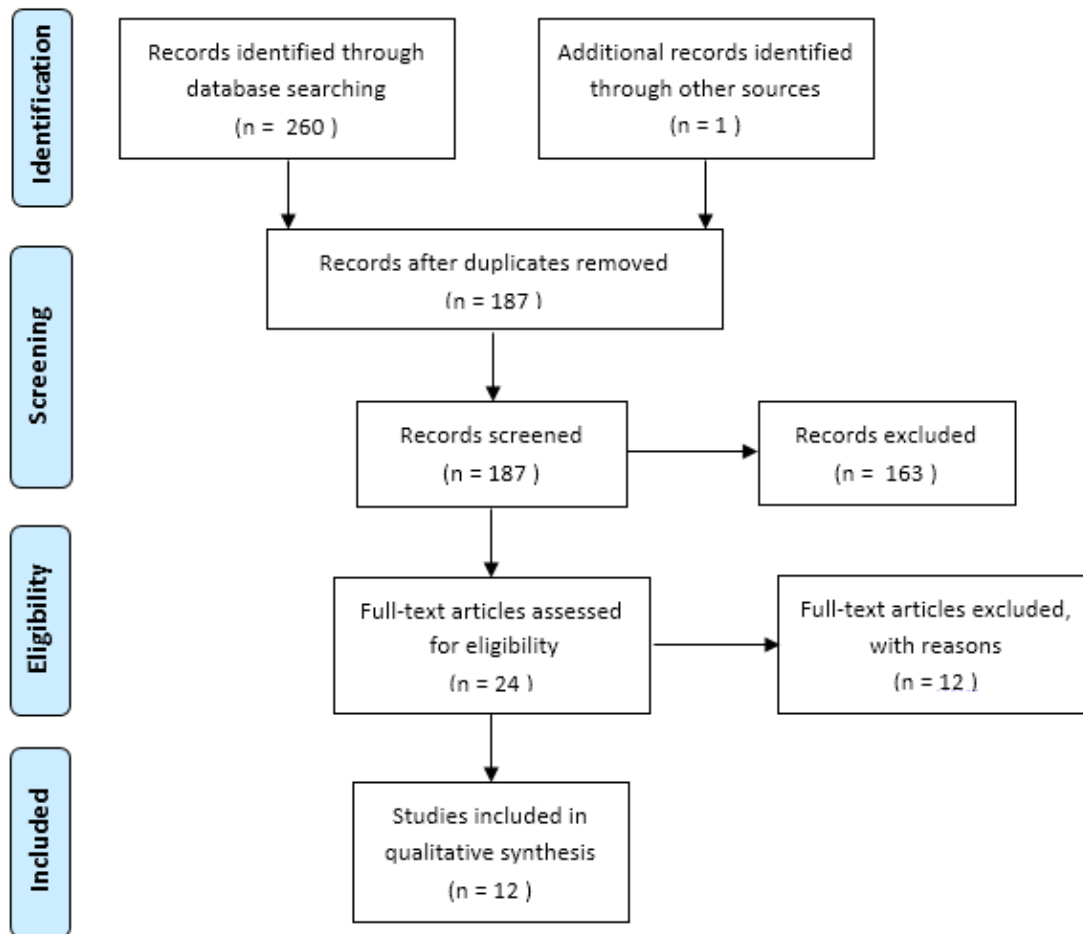 Identification
Records identified through
database searching
(n =  260 )
Additional records identified
through other sources
(n = 1 )
Screening
Records after duplicates removed
(n = 187 )
Records screened
(n = 187 )
Records excluded
(n =  163 )
Eligibility
Full-text articles assessed
for eligibility
(n = 24 )
Full-text articles excluded,
with reasons
(n = 12 )
Included
Studies included in
qualitative synthesis
(n = 12 )